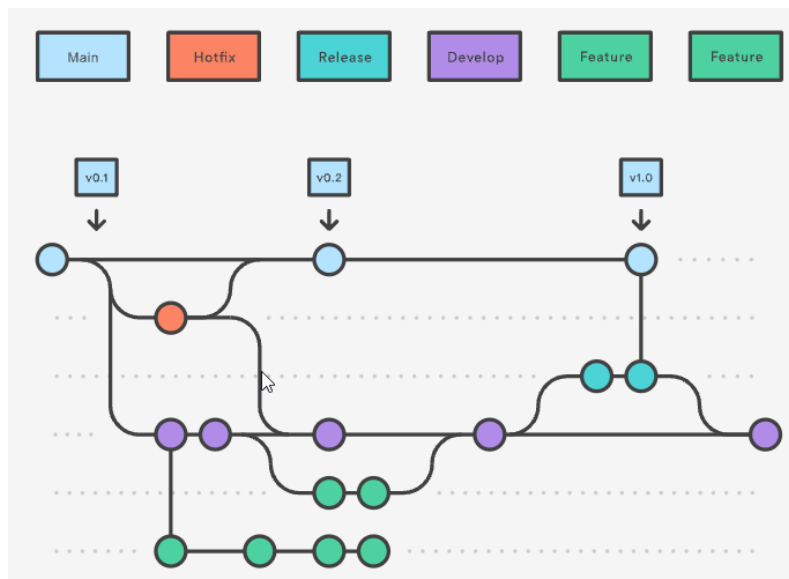 Main
Hotfix
Release
Develop
Feature
Feature
v0.1
v0.2
v1.0